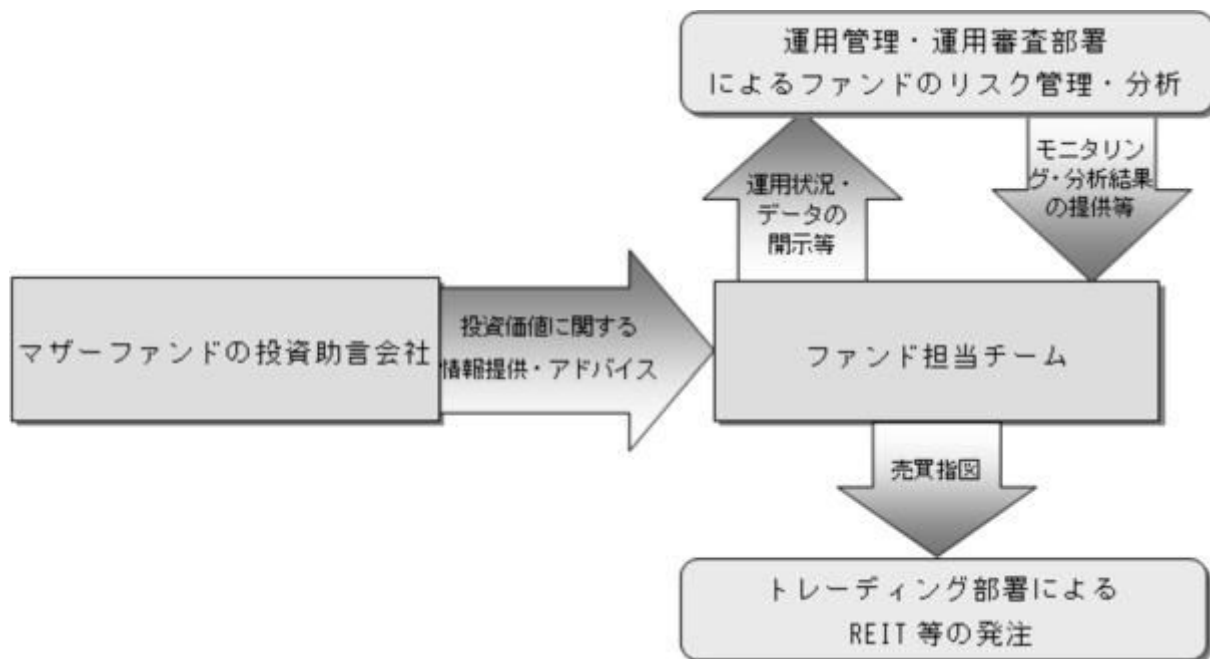 運用管理・運用審査部署
によるファンドのリスク管理・分析
運用状況・
データの
開示等
モニタリン
グ・分析結果
の提供等
マザーファンドの投資助言会社
投資価値に関する
情報提供・アドバイス
ファンド担当チーム
売買指図
トレーディング部署による
REIT 等の発注